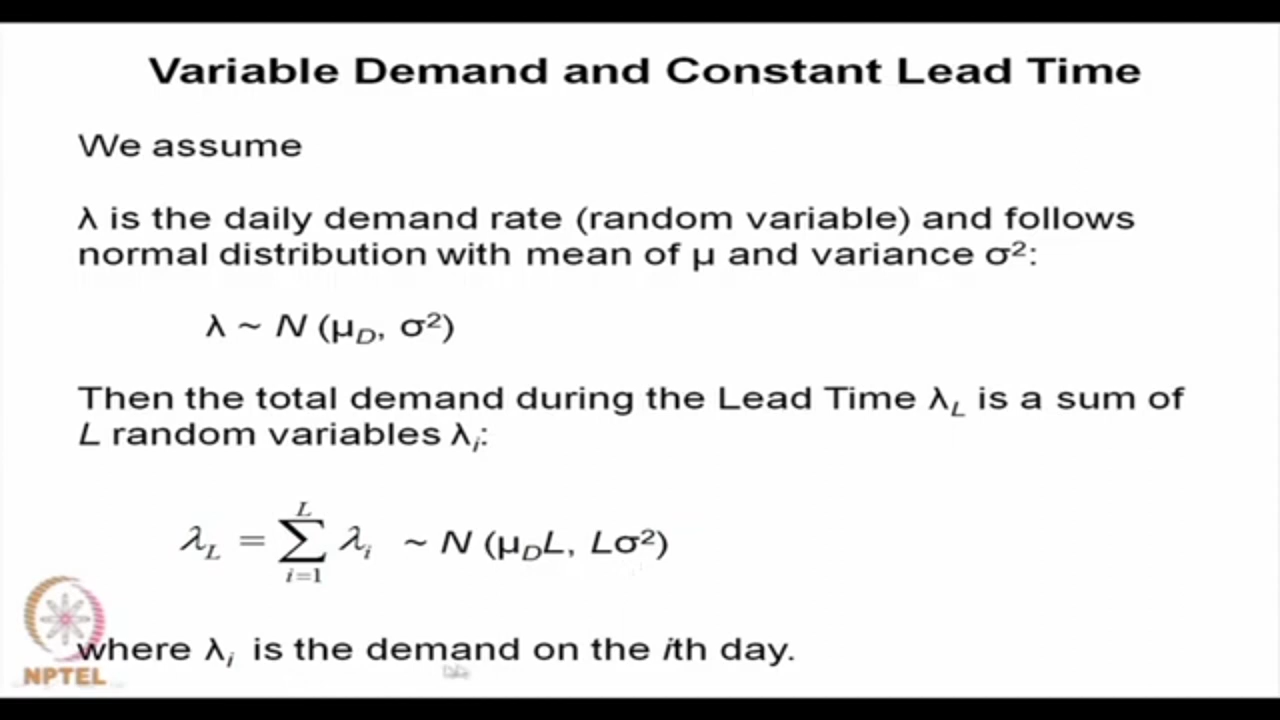 Variable Demand and Constant Lead Time
We assume
λ is the daily demand rate (random variable) and follows
normal distribution with mean of μ and variance σ²:
λ ~ N (μ_D, σ²)
Then the total demand during the Lead Time λ_L is a sum of
L random variables λ_i:
λ_L = ∑_{i=1}^{L} λ_i ~ N (μ_D L, Lσ²)
where λ_i is the demand on the ith day.
NPTEL